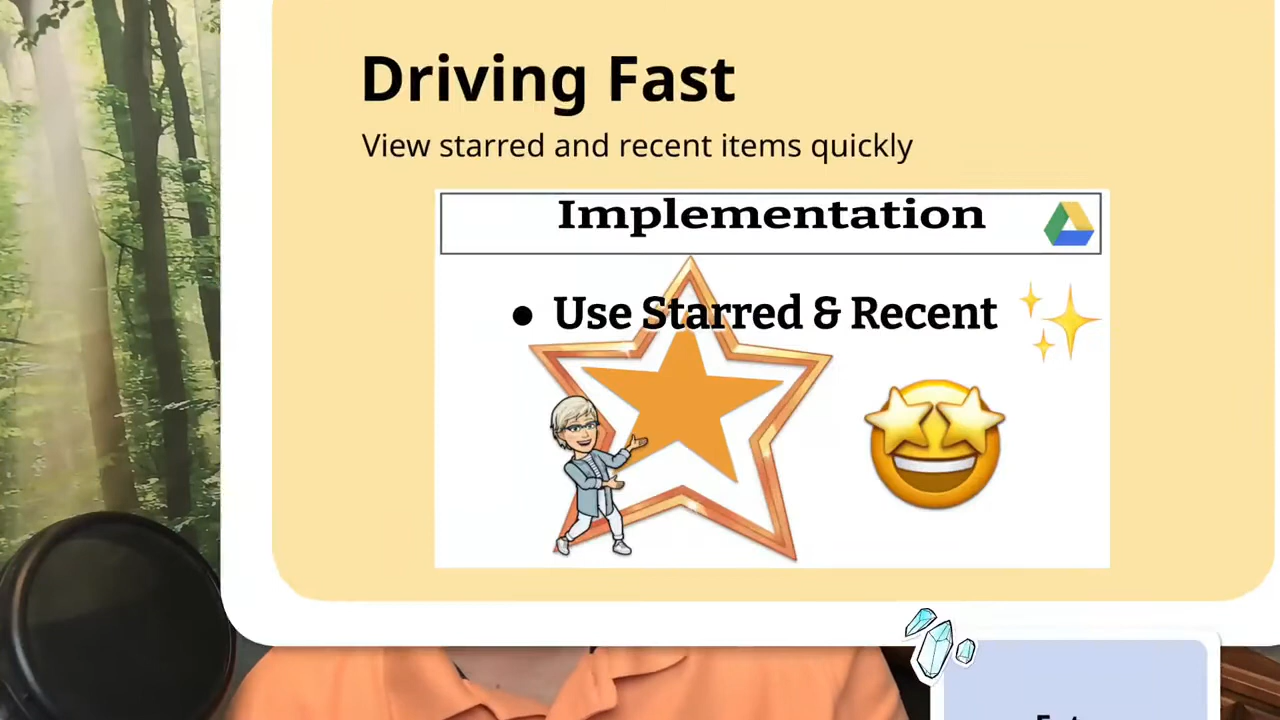 Driving Fast
View starred and recent items quickly
Implementation
● Use Starred & Recent